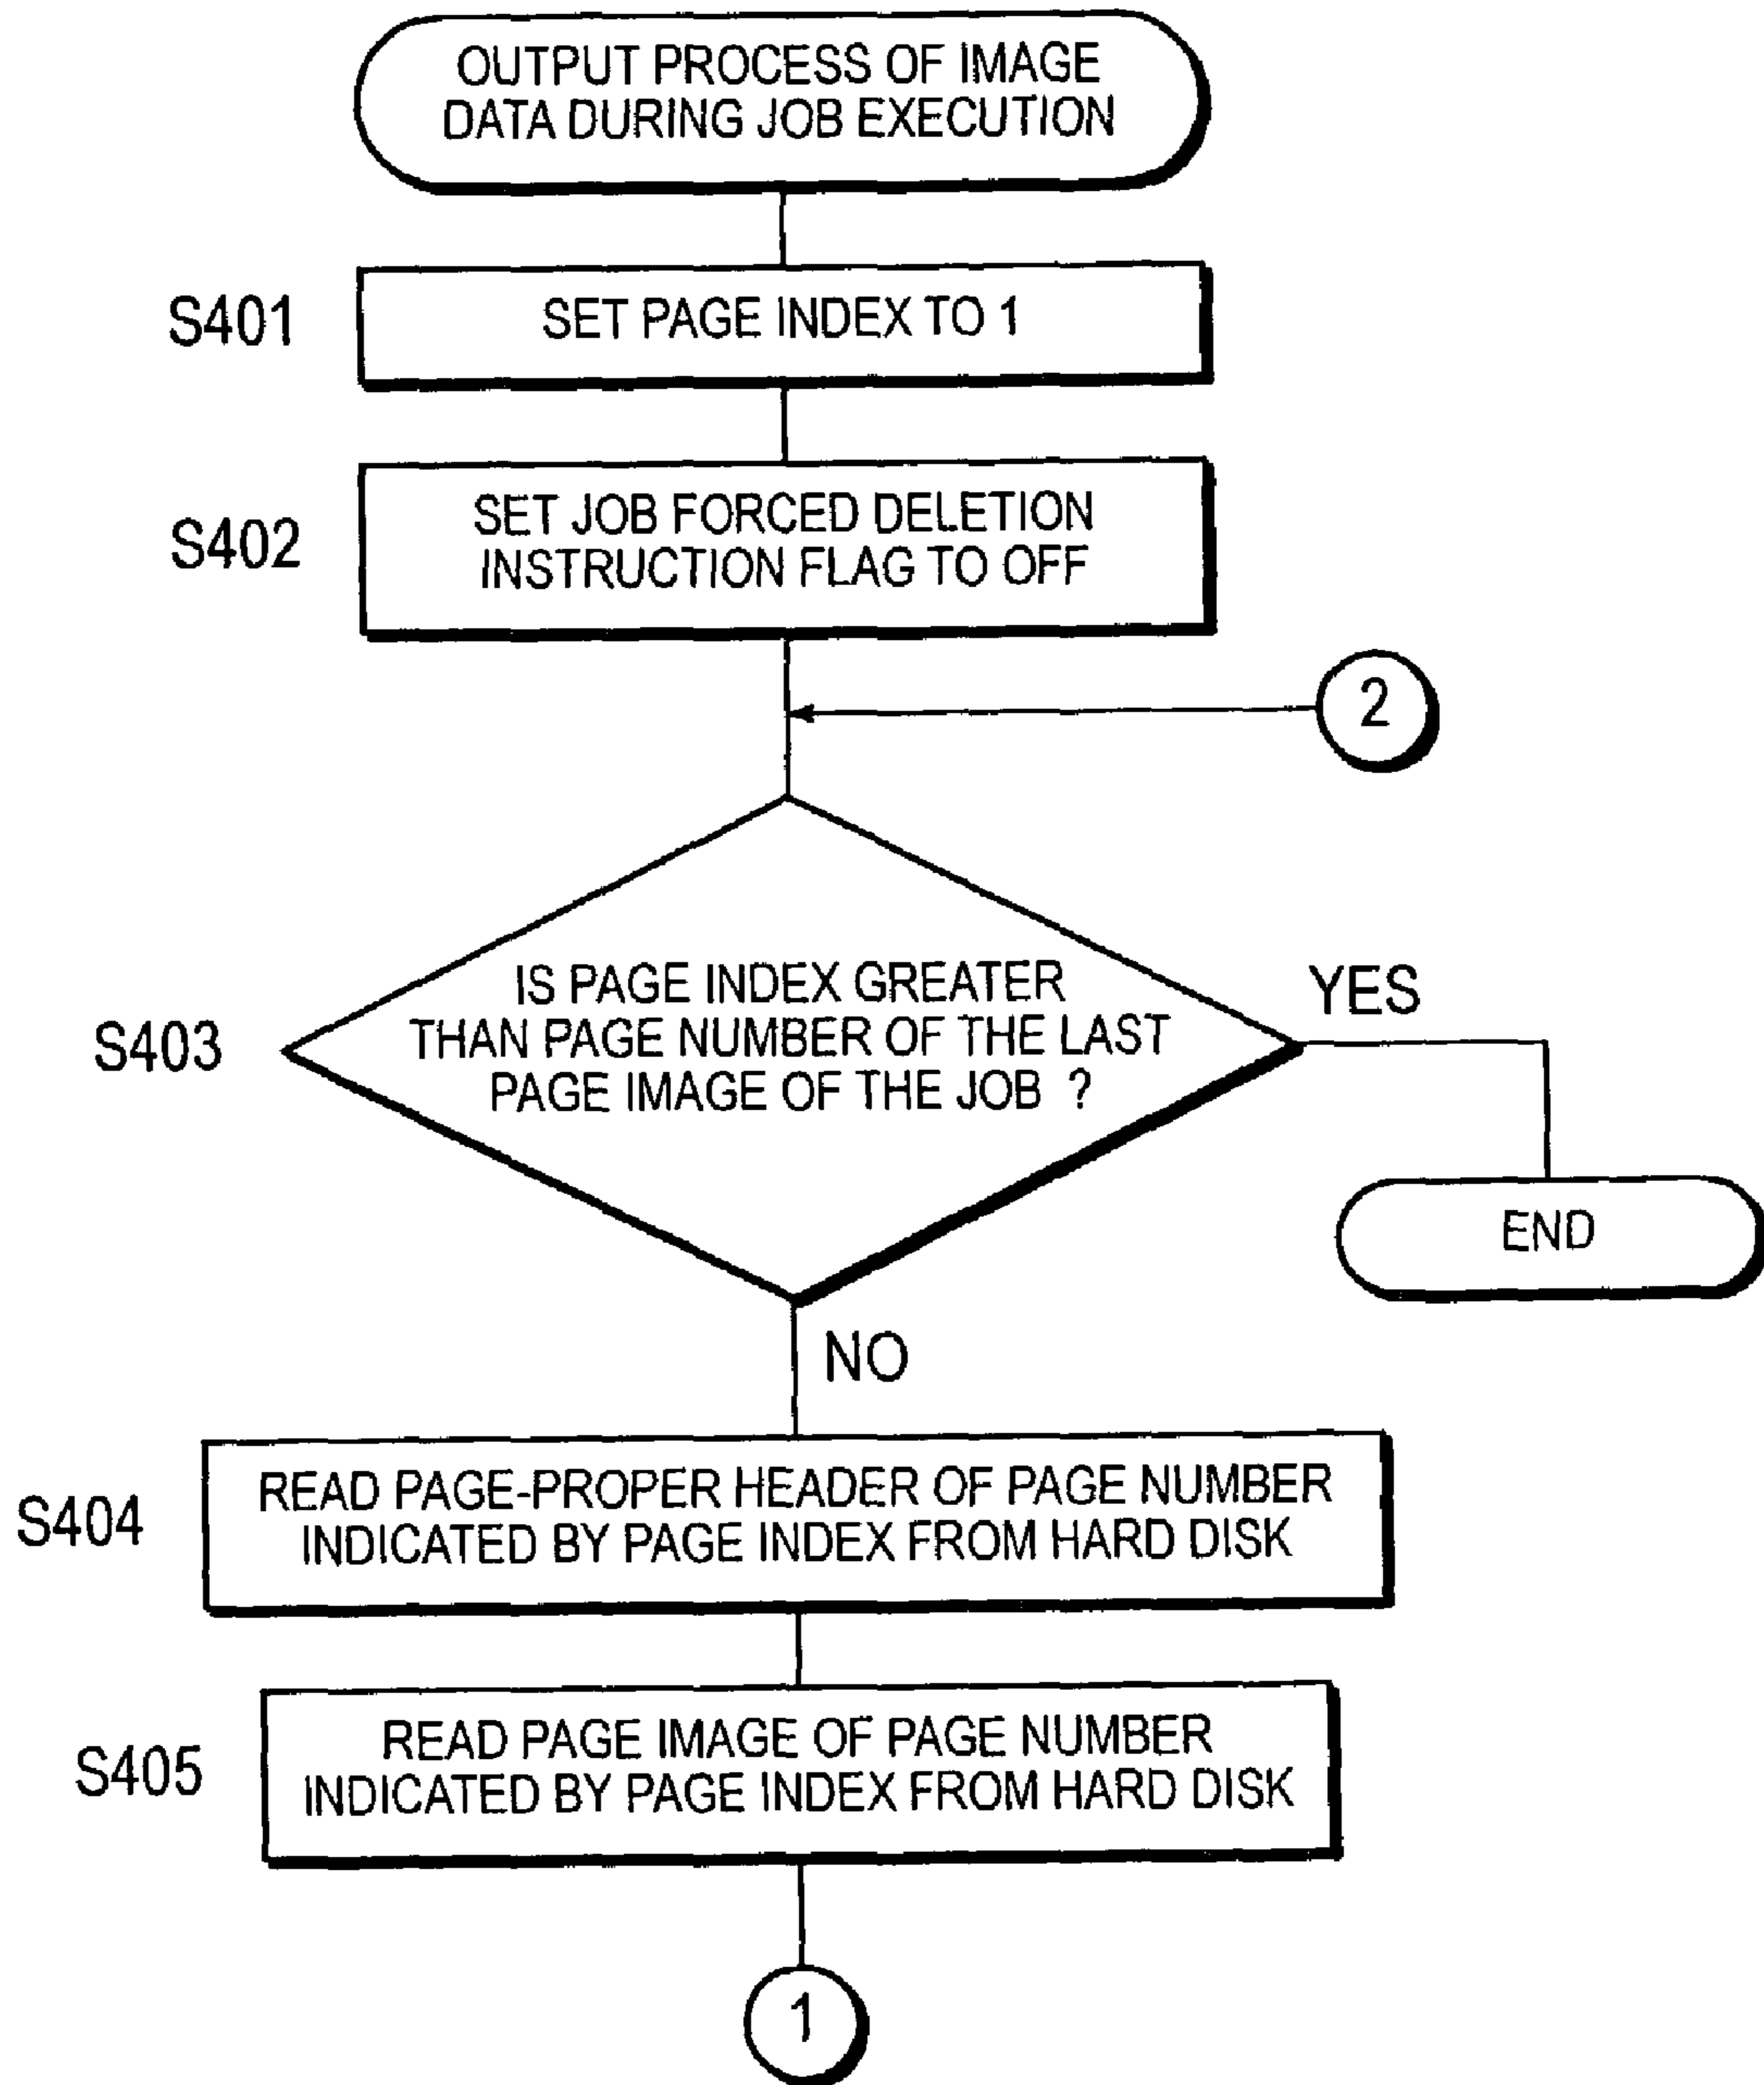 OUTPUT PROCESS OF IMAGE
DATA DURING JOB EXECUTION
S401
SET PAGE INDEX TO 1
S402
SET JOB FORCED DELETION
INSTRUCTION FLAG TO OFF
2
S403
IS PAGE INDEX GREATER
THAN PAGE NUMBER OF THE LAST
PAGE IMAGE OF THE JOB ?
YES
END
NO
S404
READ PAGE-PROPER HEADER OF PAGE NUMBER
INDICATED BY PAGE INDEX FROM HARD DISK
S405
READ PAGE IMAGE OF PAGE NUMBER
INDICATED BY PAGE INDEX FROM HARD DISK
1